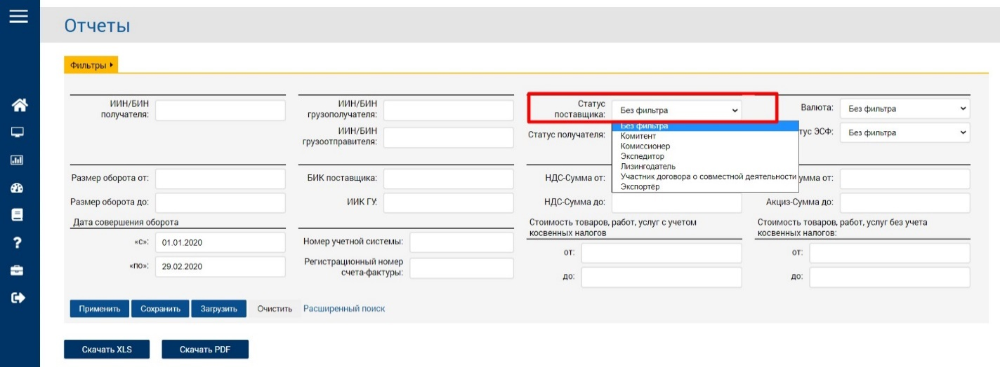 Отчеты
Фильтры
ИИН/БИН
получателя:
ИИН/БИН
грузополучателя:
ИИН/БИН
грузоотправителя:
Статус
поставщика:
Без фильтра
Валюта:
Без фильтра
Статус получателя:
тус ЭСФ:
Без фильтра
Без фильтра
Комитент
Комиссионер
Экспедитор
Лизингодатель
Участник договора о совместной деятельности
Экспортёр
Размер оборота от:
БИК поставщика:
НДС-Сумма от:
умма от:
Размер оборота до:
ИИК ГУ:
НДС-Сумма до:
Акциз-Сумма до:
Дата совершения оборота
«с»:
01.01.2020
«по»:
29.02.2020
Номер учетной системы:
Регистрационный номер
счета-фактуры:
Стоимость товаров, работ, услуг с учетом
косвенных налогов
от:
до:
Стоимость товаров, работ, услуг без учета
косвенных налогов:
от:
до:
Применить
Сохранить
Загрузить
Очистить
Расширенный поиск
Скачать XLS
Скачать PDF